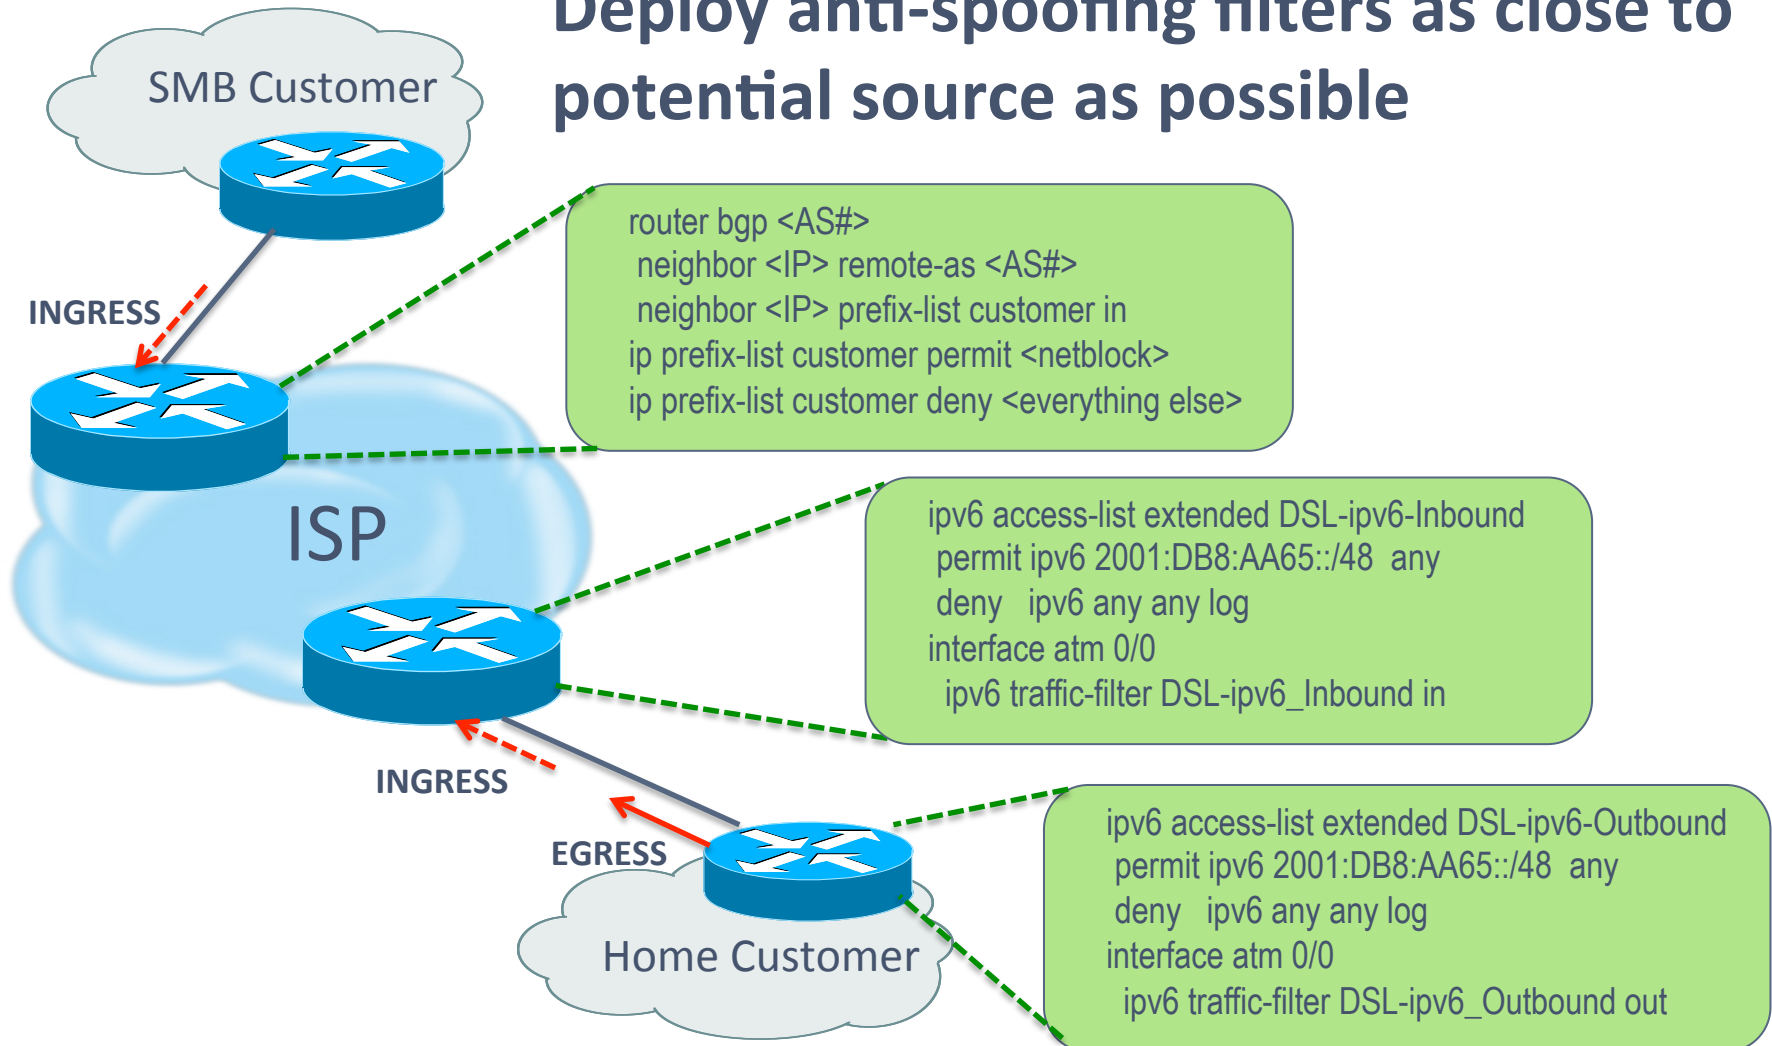 Deploy anti-spoofing filters as close to
potential source as possible
SMB Customer
router bgp <AS#>
neighbor <IP> remote-as <AS#>
neighbor <IP> prefix-list customer in
ip prefix-list customer permit <netblock>
ip prefix-list customer deny <everything else>
INGRESS
ISP
ipv6 access-list extended DSL-ipv6-Inbound
permit ipv6 2001:DB8:AA65::/48 any
deny ipv6 any any log
interface atm 0/0
ipv6 traffic-filter DSL-ipv6_Inbound in
INGRESS
EGRESS
Home Customer
ipv6 access-list extended DSL-ipv6-Outbound
permit ipv6 2001:DB8:AA65::/48 any
deny ipv6 any any log
interface atm 0/0
ipv6 traffic-filter DSL-ipv6_Outbound out